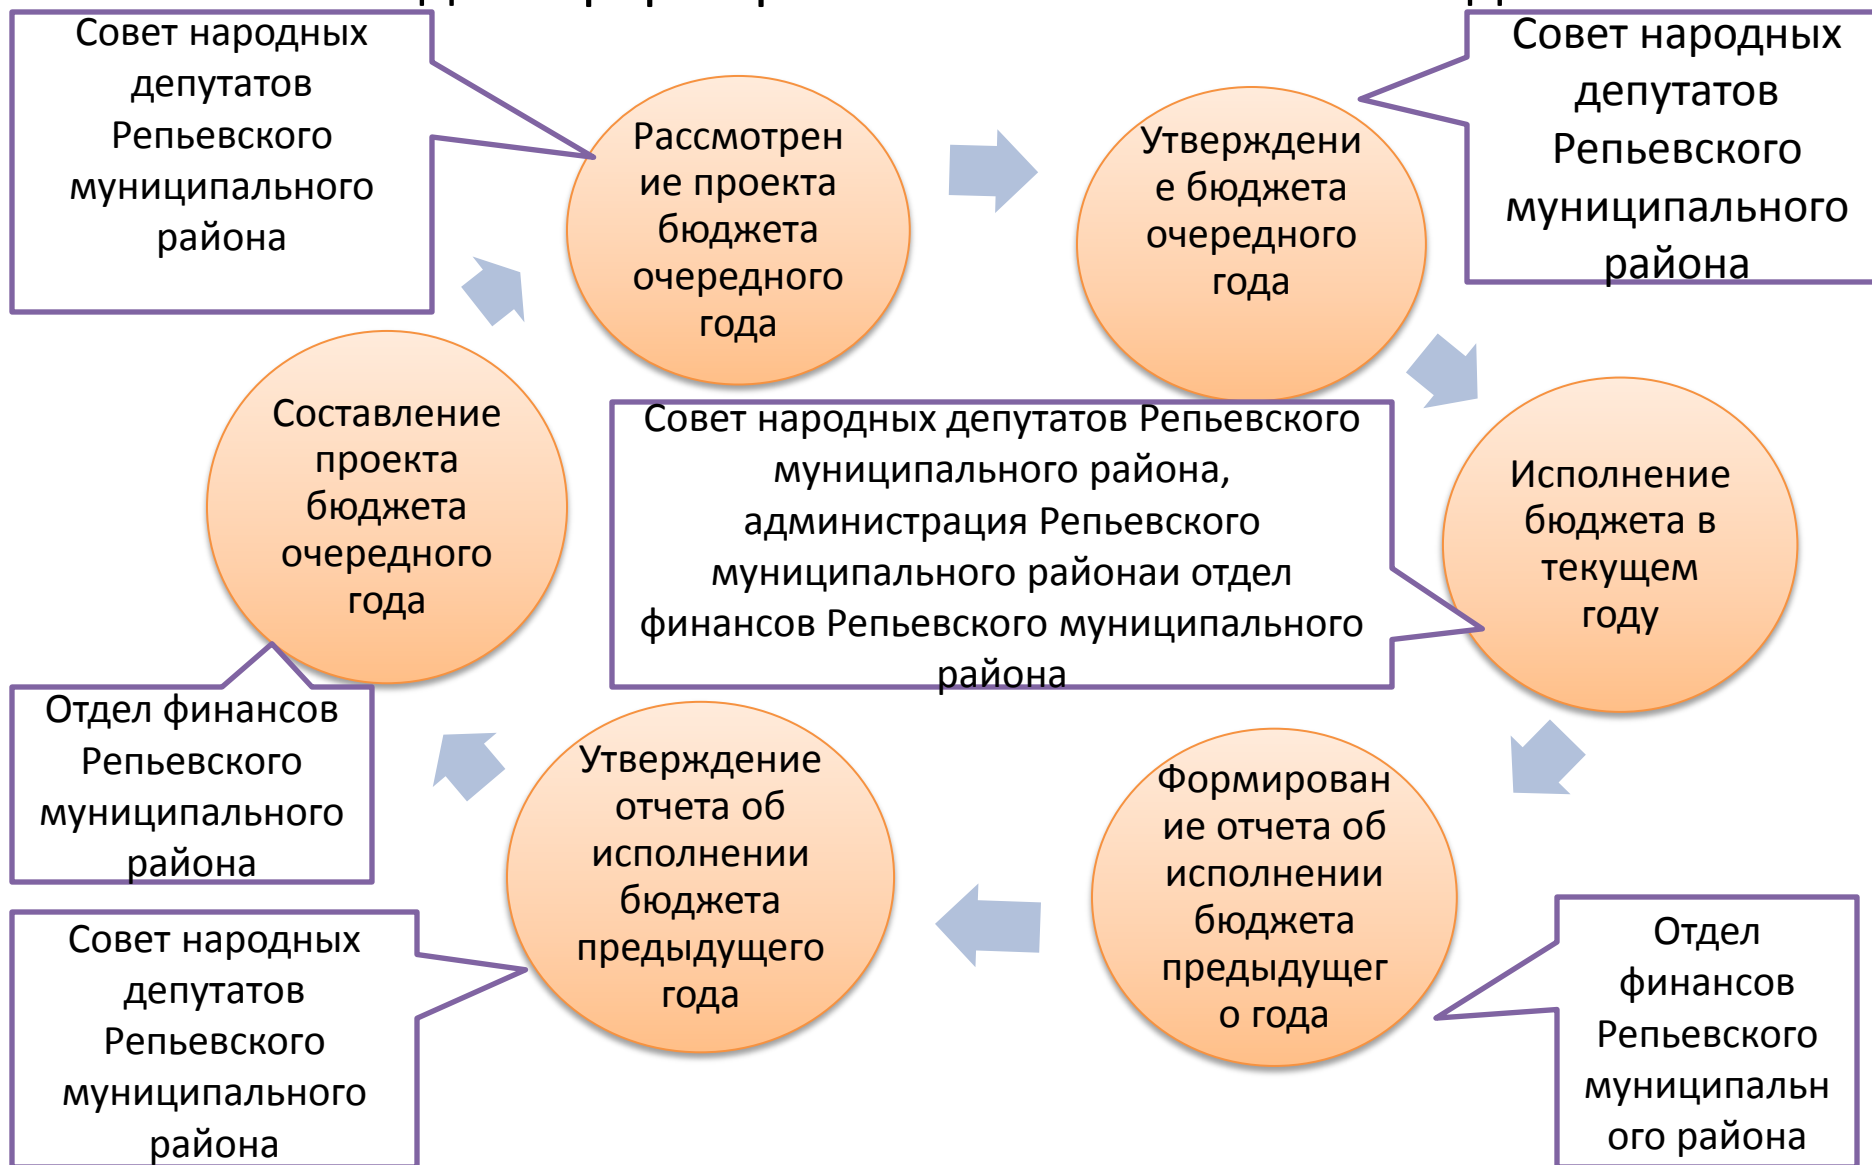 Совет народных
депутатов
Репьевского
муниципального
района
Рассмотрен
ие проекта
бюджета
очередного
года
Утверждени
е бюджета
очередного
года
Совет народных
депутатов
Репьевского
муниципального
района
Составление
проекта
бюджета
очередного
года
Совет народных депутатов Репьевского
муниципального района,
администрация Репьевского
муниципального районаи отдел
финансов Репьевского муниципального
района
Исполнение
бюджета в
текущем
году
Отдел финансов
Репьевского
муниципального
района
Утверждение
отчета об
исполнении
бюджета
предыдущего
года
Формирован
ие отчета об
исполнении
бюджета
предыдущег
о года
Совет народных
депутатов
Репьевского
муниципального
района
Отдел
финансов
Репьевского
муниципальн
ого района